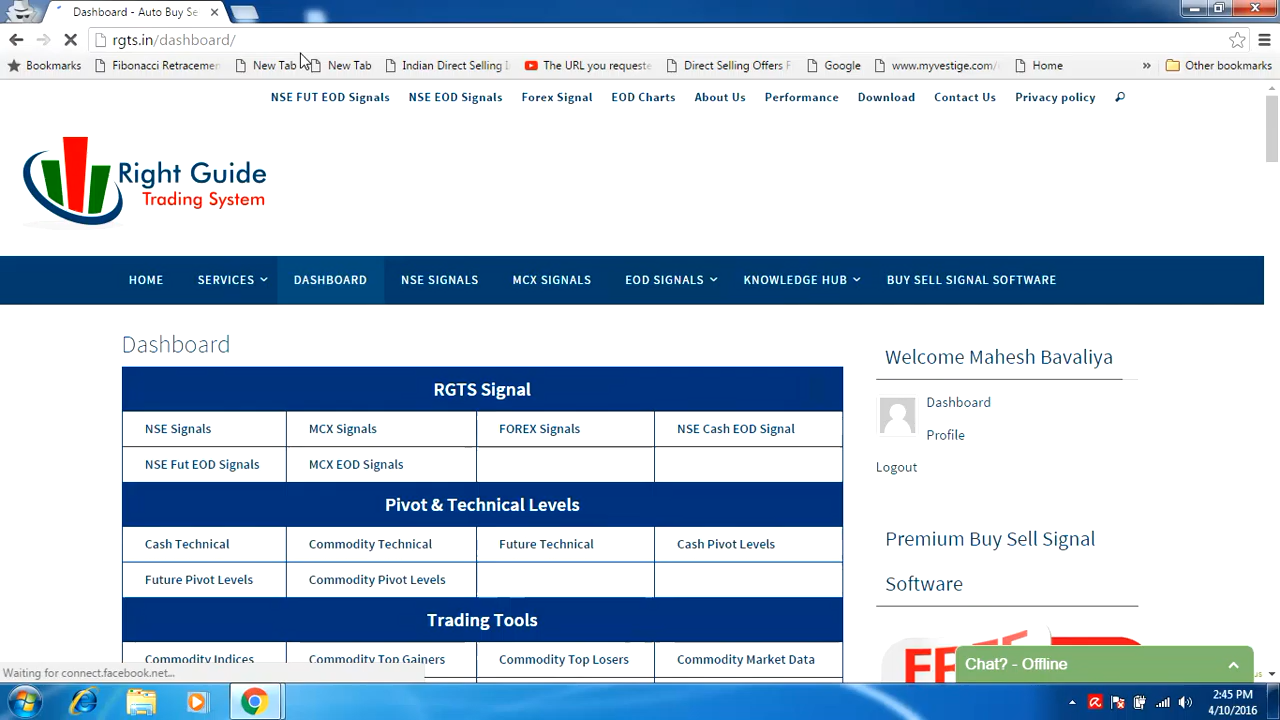 Dashboard - Auto Buy Se
rgts.in/dashboard/
Bookmarks Fibonacci Retraceme New Tab New Tab Indian Direct Selling I The URL you requeste Direct Selling Offers F Google www.myvestige.com/ Home » Other bookmarks
NSE FUT EOD Signals NSE EOD Signals Forex Signal EOD Charts About Us Performance Download Contact Us Privacy policy
Right Guide
Trading System
HOME SERVICES DASHBOARD NSE SIGNALS MCX SIGNALS EOD SIGNALS KNOWLEDGE HUB BUY SELL SIGNAL SOFTWARE
Dashboard
RGTS Signal
NSE Signals MCX Signals FOREX Signals NSE Cash EOD Signal
NSE Fut EOD Signals MCX EOD Signals
Pivot & Technical Levels
Cash Technical Commodity Technical Future Technical Cash Pivot Levels
Future Pivot Levels Commodity Pivot Levels
Trading Tools
Commodity Indices Commodity Top Gainers Commodity Top Losers Commodity Market Data
Welcome Mahesh Bavaliya
Dashboard
Profile
Logout
Premium Buy Sell Signal
Software
FREE
Chat? - Offline
Waiting for connect.facebook.net...
2:45 PM
4/10/2016